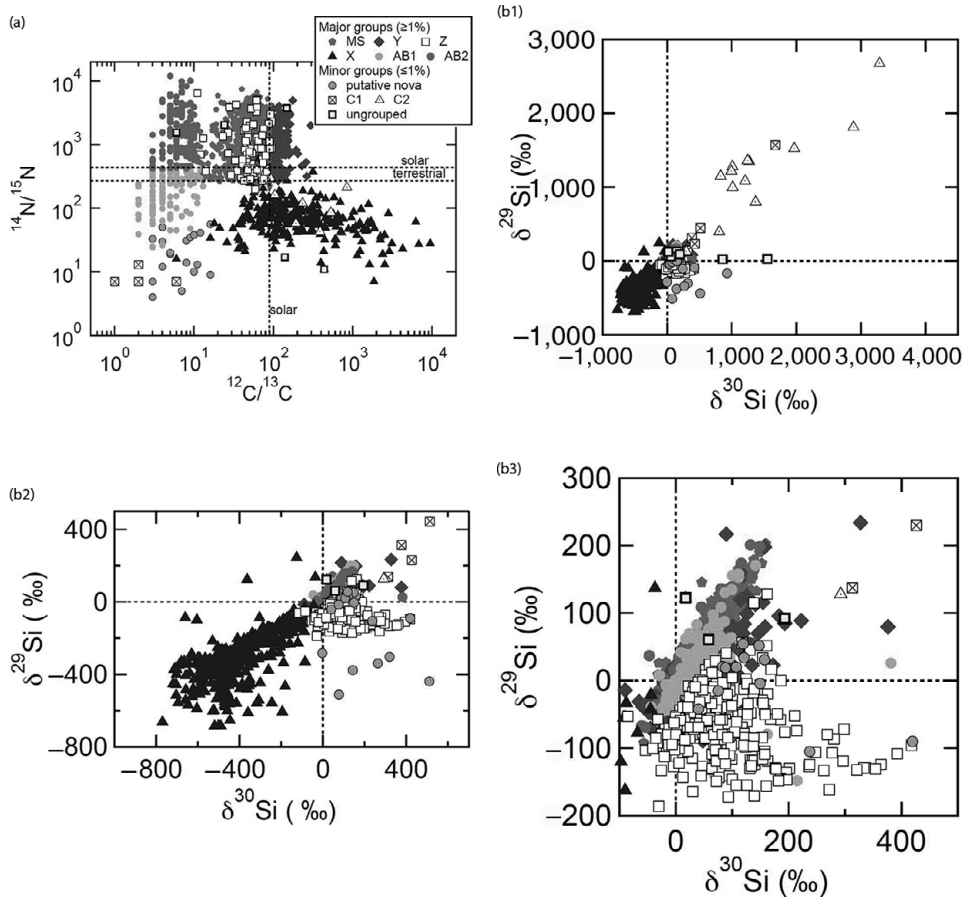 (a)
Major groups (≥1%)
MS Y Z
X AB1 AB2
Minor groups (≤1%)
putative nova
C1 C2
ungrouped
10⁴
10³
10²
10¹
10⁰
¹⁴N/¹⁵N
solar
terrestrial
solar
10⁰ 10¹ 10² 10³ 10⁴
¹²C/¹³C
(b1)
3,000
2,000
1,000
0
−1,000
δ²⁹Si (‰)
−1,000 0 1,000 2,000 3,000 4,000
δ³⁰Si (‰)
(b2)
400
0
−400
−800
δ²⁹Si (‰)
−800 −400 0 400
δ³⁰Si (‰)
(b3)
300
200
100
0
−100
−200
δ²⁹Si (‰)
0 200 400
δ³⁰Si (‰)